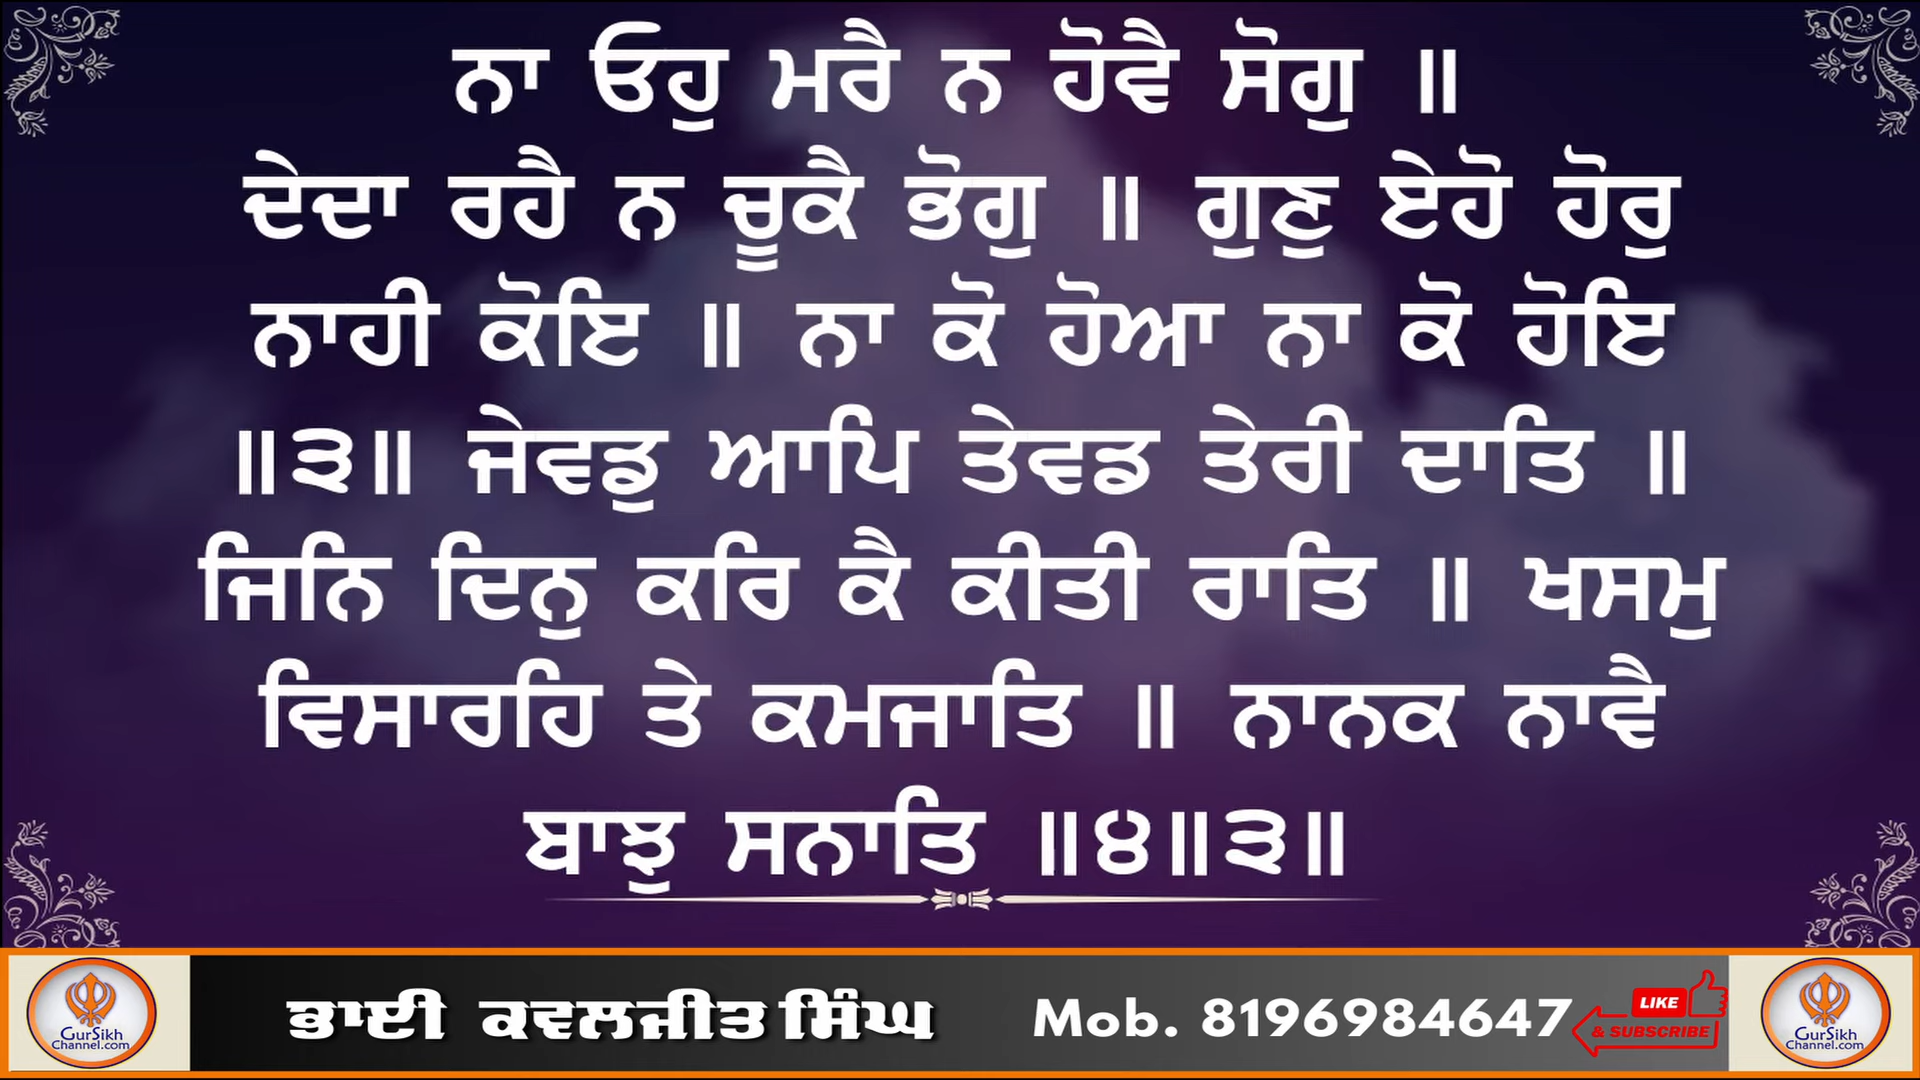 ਨਾ ਓਹੁ ਮਰੈ ਨ ਹੋਵੈ ਸੋਗੁ ॥
ਦੇਦਾ ਰਹੈ ਨ ਚੂਕੈ ਭੋਗੁ ॥ ਗੁਣੁ ਏਹੋ ਹੋਰੁ
ਨਾਹੀ ਕੋਇ ॥ ਨਾ ਕੋ ਹੋਆ ਨਾ ਕੋ ਹੋਇ
॥੩॥ ਜੇਵਡੁ ਆਪਿ ਤੇਵਡ ਤੇਰੀ ਦਾਤਿ ॥
ਜਿਨਿ ਦਿਨੁ ਕਰਿ ਕੈ ਕੀਤੀ ਰਾਤਿ ॥ ਖਸਮੁ
ਵਿਸਾਰਹਿ ਤੇ ਕਮਜਾਤਿ ॥ ਨਾਨਕ ਨਾਵੈ
ਬਾਝੁ ਸਨਾਤਿ ॥੪॥੩॥
GurSikh
Channel.com
ਭਾਈ ਕਵਲਜੀਤ ਸਿੰਘ
Mob. 8196984647
LIKE
& SUBSCRIBE
GurSikh
Channel.com